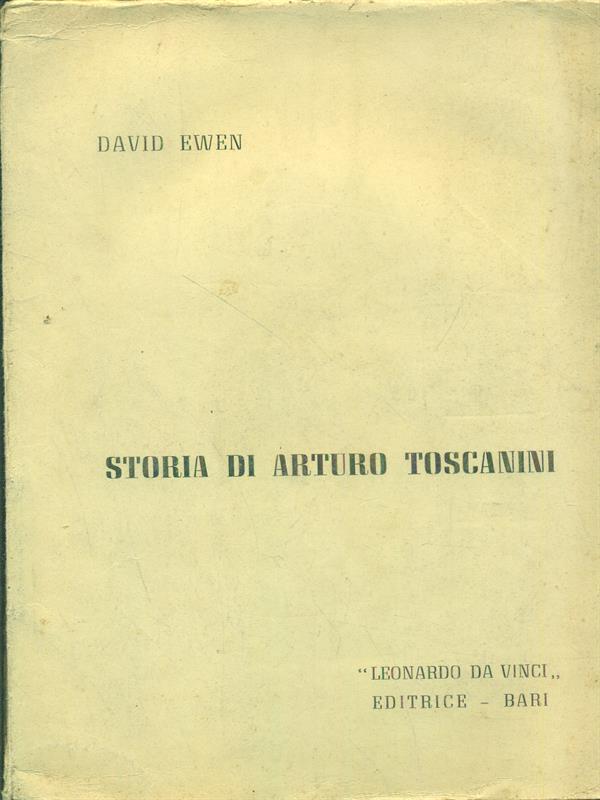 DAVID EWEN
STORIA DI ARTURO TOSCANINI
“LEONARDO DA VINCI„
EDITRICE - BARI